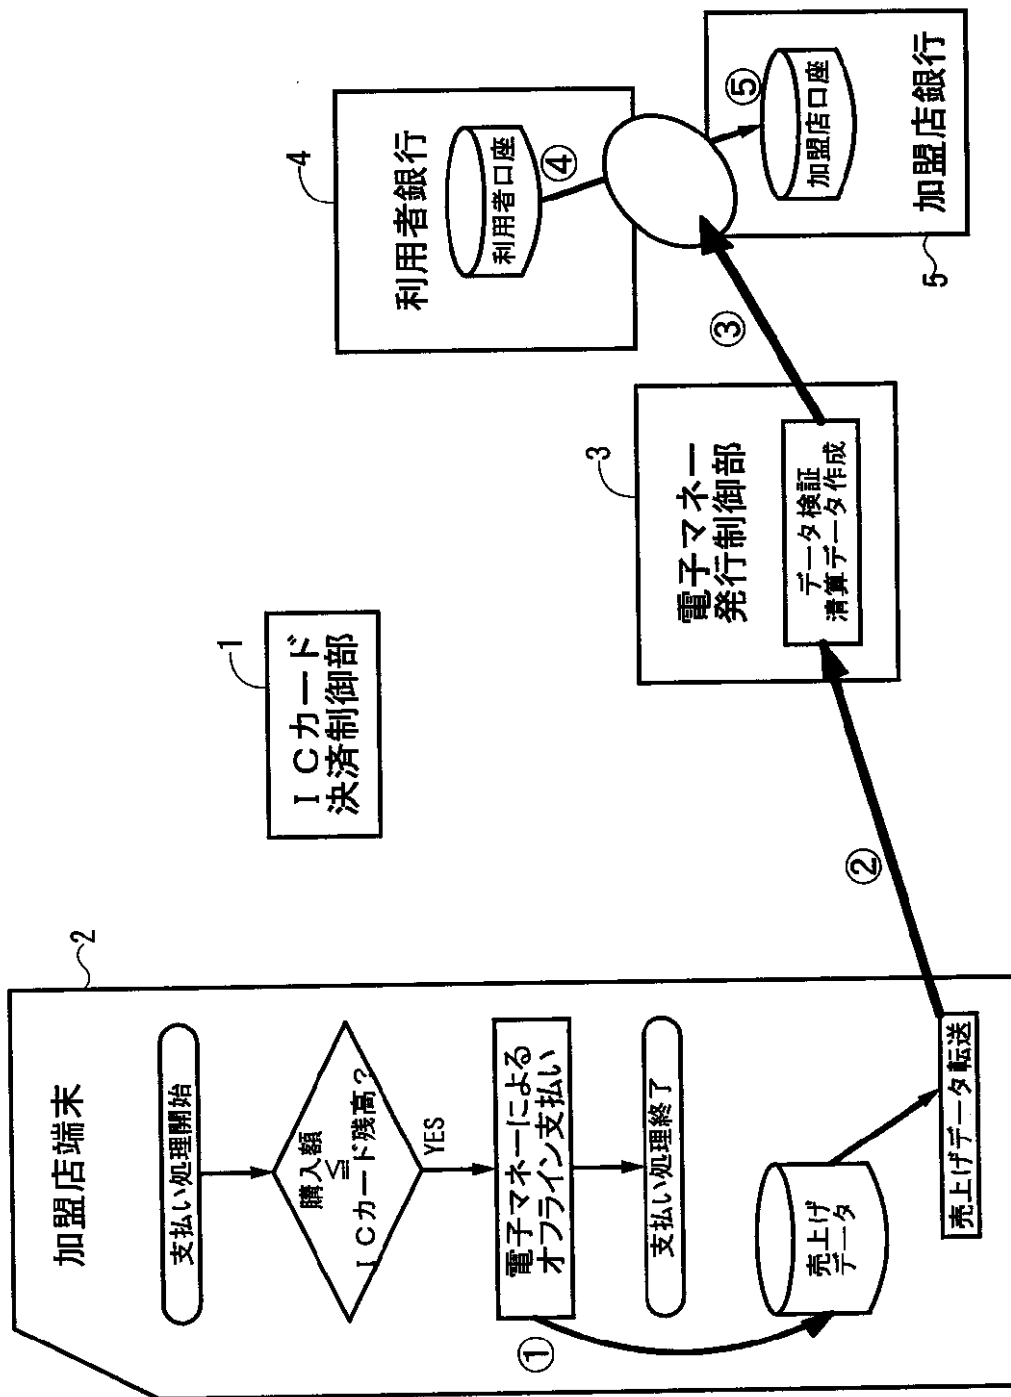 加盟店端末
2
支払い処理開始
購入額
≦
ＩＣカード残高？
YES
電子マネーによる
オフライン支払い
支払い処理終了
①
売上げ
データ
売上げデータ転送
②
1
ＩＣカード
決済制御部
3
電子マネー
発行制御部
データ検証
清算データ作成
③
4
利用者銀行
利用者口座
④
⑤
加盟店口座
加盟店銀行
5